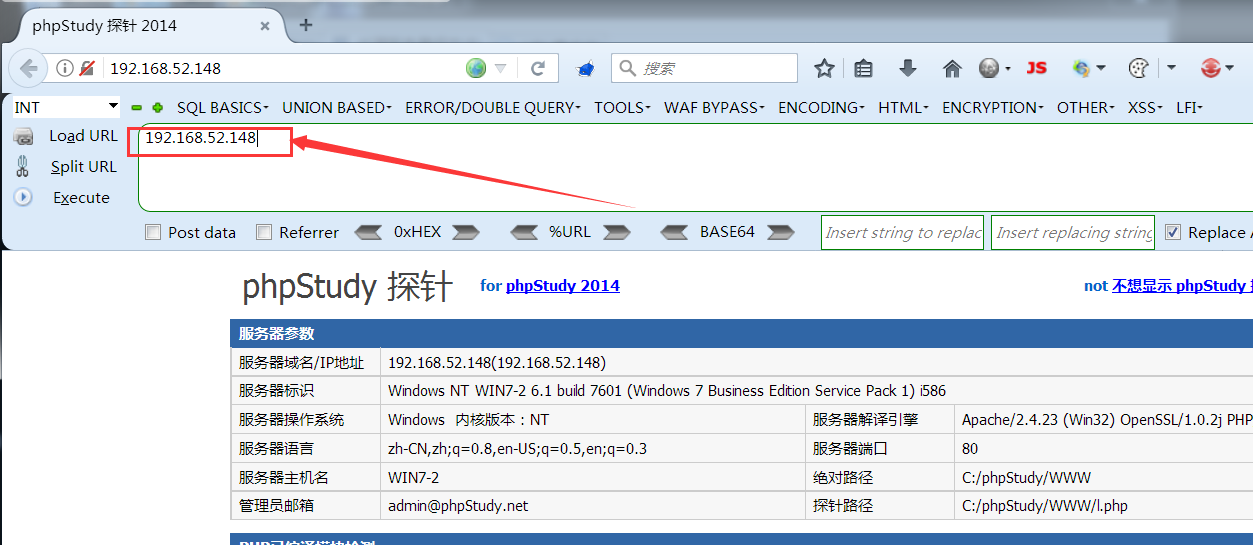 phpStudy 探针 2014
192.168.52.148
搜索
JS
INT SQL BASICS UNION BASED ERROR/DOUBLE QUERY TOOLS WAF BYPASS ENCODING HTML ENCRYPTION OTHER XSS LFI
Load URL 192.168.52.148
Split URL
Execute
Post data Referrer 0xHEX %URL BASE64 Insert string to replac Insert replacing string Replace
phpStudy 探针 for phpStudy 2014 not 不想显示 phpStudy
服务器参数
服务器域名/IP地址 192.168.52.148(192.168.52.148)
服务器标识 Windows NT WIN7-2 6.1 build 7601 (Windows 7 Business Edition Service Pack 1) i586
服务器操作系统 Windows 内核版本：NT 服务器解译引擎 Apache/2.4.23 (Win32) OpenSSL/1.0.2j PHP
服务器语言 zh-CN,zh;q=0.8,en-US;q=0.5,en;q=0.3 服务器端口 80
服务器主机名 WIN7-2 绝对路径 C:/phpStudy/WWW
管理员邮箱 admin@phpStudy.net 探针路径 C:/phpStudy/WWW/l.php